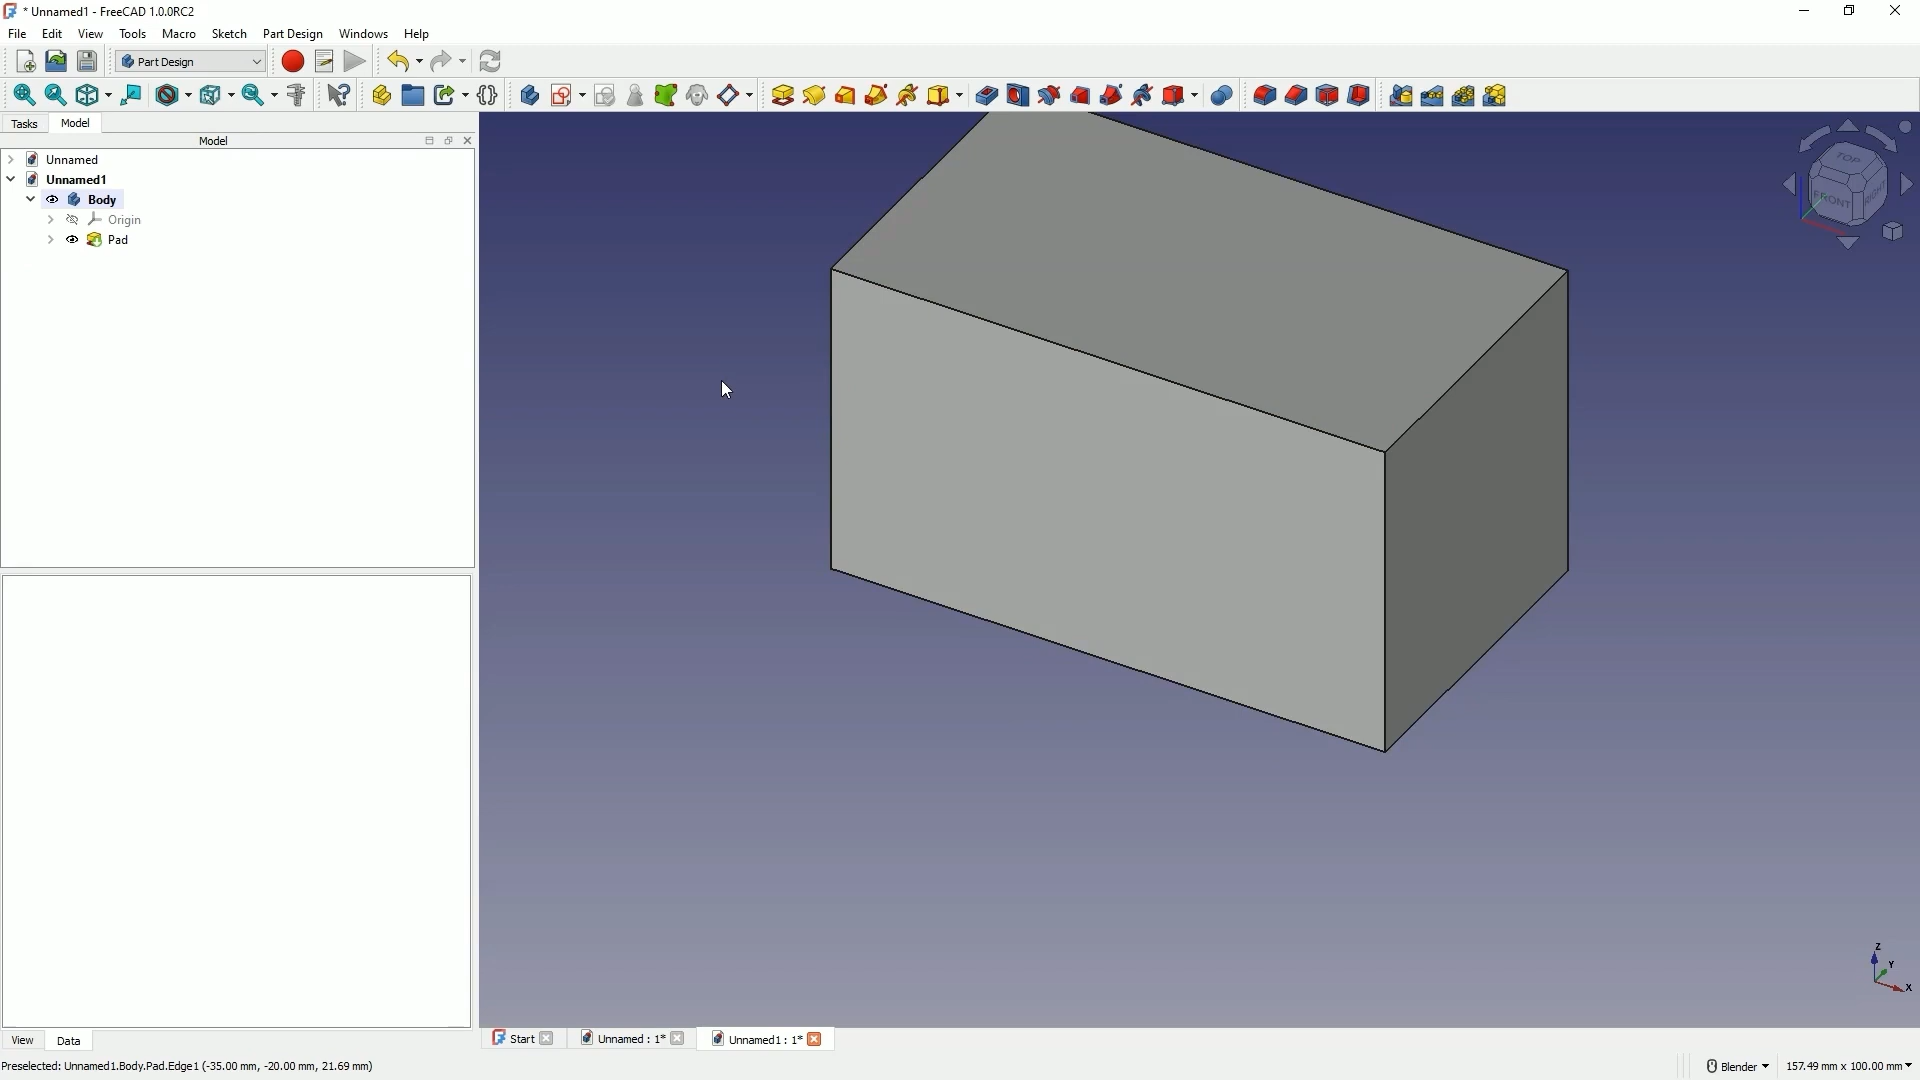 * Unnamed1 - FreeCAD 1.0.0RC2
File Edit View Tools Macro Sketch Part Design Windows Help
Part Design
Tasks Model
Model
Unnamed
Unnamed1
Body
Origin
Pad
TOP
FRONT
RIGHT
Z
Y
X
View Data
Start Unnamed : 1* Unnamed1 : 1*
Preselected: Unnamed1.Body.Pad.Edge1 (-35.00 mm, -20.00 mm, 21.69 mm)
Blender 157.49 mm x 100.00 mm